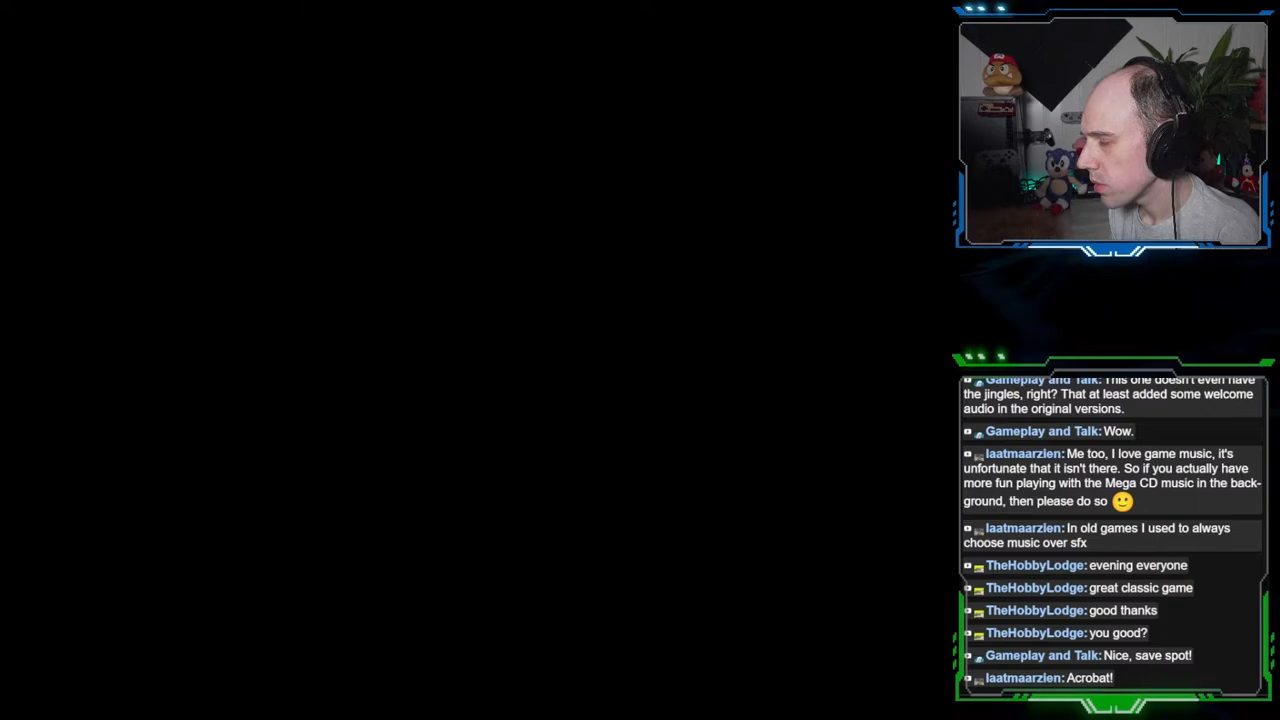 Gameplay and Talk: This one doesn't even have
the jingles, right? That at least added some welcome
audio in the original versions.
Gameplay and Talk: Wow.
laatmaarzien: Me too, I love game music, it's
unfortunate that it isn't there. So if you actually have
more fun playing with the Mega CD music in the back-
ground, then please do so 🙂
laatmaarzien: In old games I used to always
choose music over sfx
TheHobbyLodge: evening everyone
TheHobbyLodge: great classic game
TheHobbyLodge: good thanks
TheHobbyLodge: you good?
Gameplay and Talk: Nice, save spot!
laatmaarzien: Acrobat!